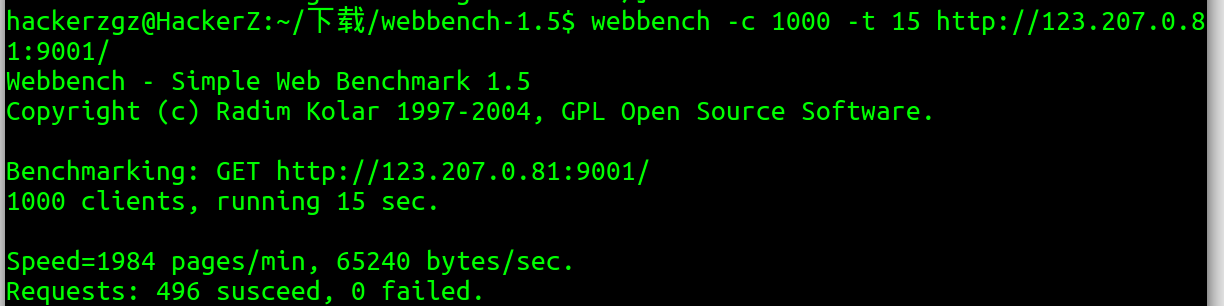 hackerzgz@HackerZ:~/下载/webbench-1.5$ webbench -c 1000 -t 15 http://123.207.0.8
1:9001/
Webbench - Simple Web Benchmark 1.5
Copyright (c) Radim Kolar 1997-2004, GPL Open Source Software.
Benchmarking: GET http://123.207.0.81:9001/
1000 clients, running 15 sec.
Speed=1984 pages/min, 65240 bytes/sec.
Requests: 496 susceed, 0 failed.